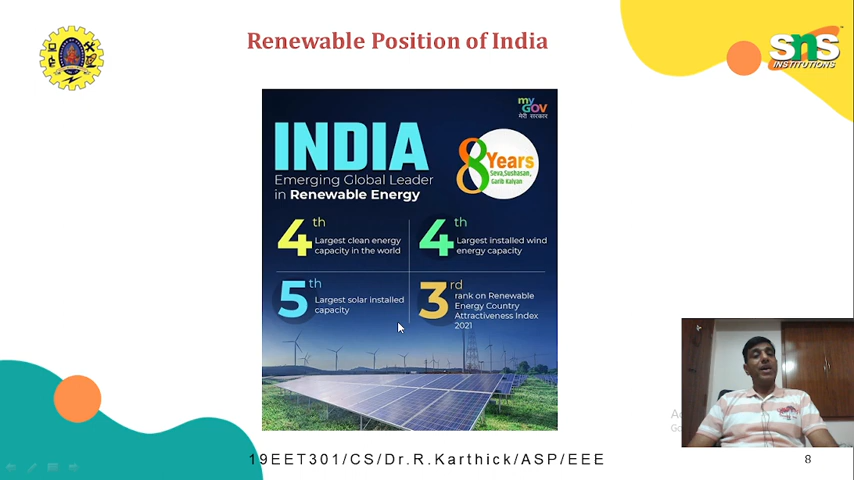 Renewable Position of India
SNS
INSTITUTIONS
my
GOV
मेरी सरकार
INDIA
Emerging Global Leader
in Renewable Energy
8 Years
Seva,Sushasan,
Garib Kalyan
4th
Largest clean energy
capacity in the world
4th
Largest installed wind
energy capacity
5th
Largest solar installed
capacity
3rd
rank on Renewable
Energy Country
Attractiveness Index
2021
19EET301/CS/Dr.R.Karthick/ASP/EEE
8